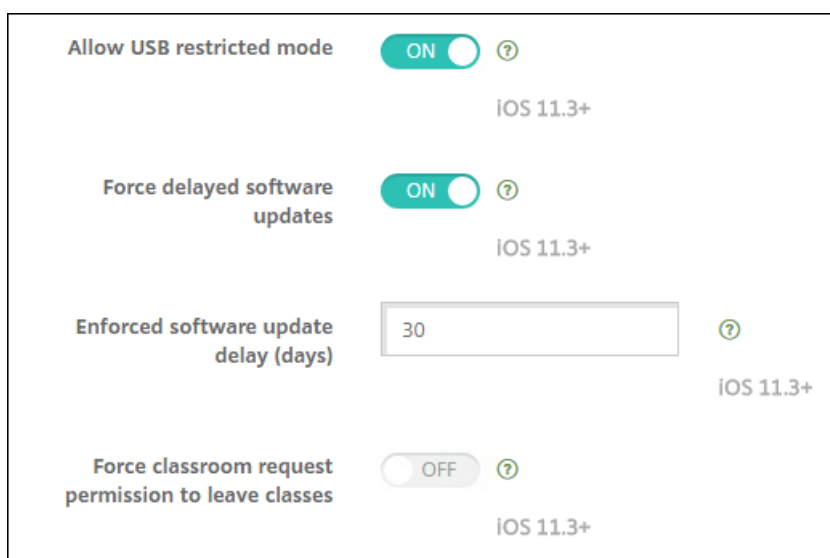 Allow USB restricted mode
ON
?
iOS 11.3+
Force delayed software
updates
ON
?
iOS 11.3+
Enforced software update
delay (days)
30
?
iOS 11.3+
Force classroom request
permission to leave classes
OFF
?
iOS 11.3+